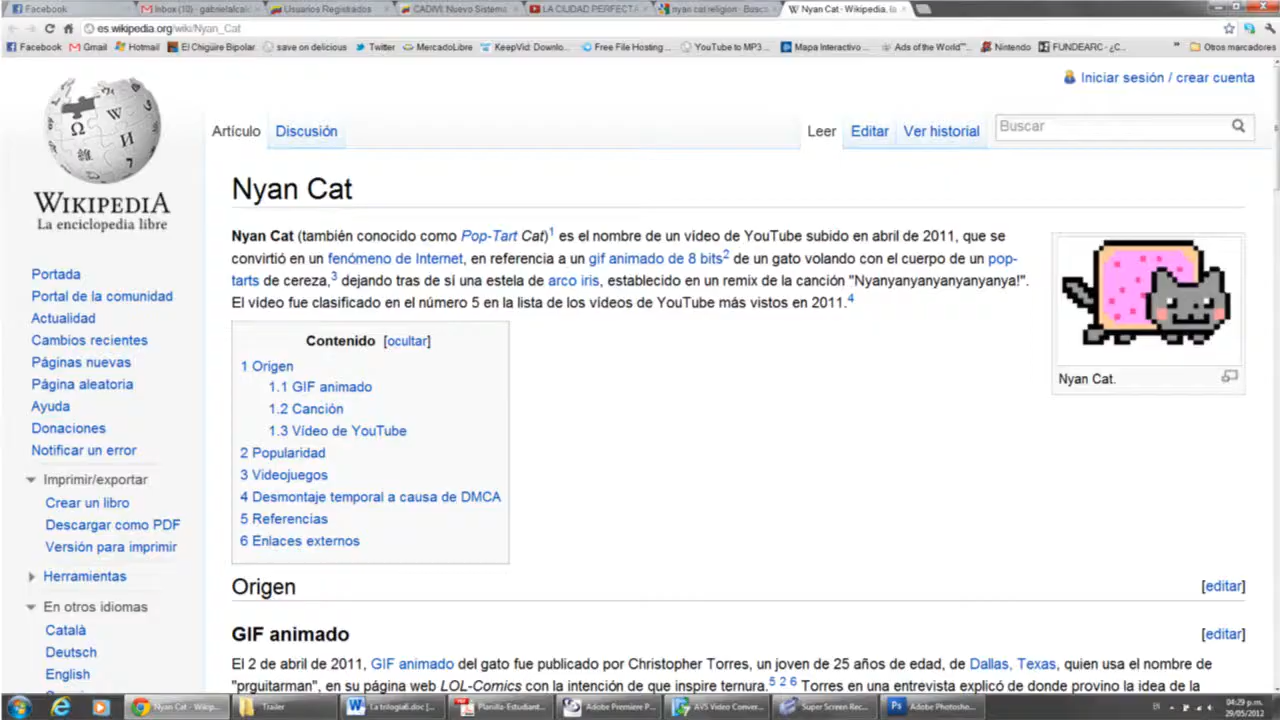 Facebook
Inbox (10) - gabrielalcal
Usuarios Registrados
CADIVI: Nuevo Sistema
LA CIUDAD PERFECTA
nyan cat religion - Busc
Nyan Cat - Wikipedia, la
es.wikipedia.org/wiki/Nyan_Cat
Facebook
Gmail
Hotmail
El Chigüire Bipolar
save on delicious
Twitter
MercadoLibre
KeepVid: Downlo...
Free File Hosting...
YouTube to MP3...
Mapa Interactivo...
Ads of the World™...
Nintendo
FUNDEARC - ¿C...
»
Otros marcadores
Iniciar sesión / crear cuenta
Artículo
Discusión
Leer
Editar
Ver historial
Buscar
WIKIPEDIA
La enciclopedia libre
Portada
Portal de la comunidad
Actualidad
Cambios recientes
Páginas nuevas
Página aleatoria
Ayuda
Donaciones
Notificar un error
Imprimir/exportar
Crear un libro
Descargar como PDF
Versión para imprimir
Herramientas
En otros idiomas
Català
Deutsch
English
Nyan Cat
Nyan Cat (también conocido como Pop-Tart Cat)1 es el nombre de un vídeo de YouTube subido en abril de 2011, que se
convirtió en un fenómeno de Internet, en referencia a un gif animado de 8 bits2 de un gato volando con el cuerpo de un pop-
tarts de cereza,3 dejando tras de sí una estela de arco iris, establecido en un remix de la canción "Nyanyanyanyanyanyanya!".
El vídeo fue clasificado en el número 5 en la lista de los vídeos de YouTube más vistos en 2011.4
Nyan Cat.
Contenido [ocultar]
1 Origen
1.1 GIF animado
1.2 Canción
1.3 Vídeo de YouTube
2 Popularidad
3 Videojuegos
4 Desmontaje temporal a causa de DMCA
5 Referencias
6 Enlaces externos
Origen
[editar]
GIF animado
[editar]
El 2 de abril de 2011, GIF animado del gato fue publicado por Christopher Torres, un joven de 25 años de edad, de Dallas, Texas, quien usa el nombre de
"prguitarman", en su página web LOL-Comics con la intención de que inspire ternura.5 2 6 Torres en una entrevista explicó de donde provino la idea de la
Nyan Cat - Wikip...
Trailer
La trilogia8.doc [...
Planilla-Estudiant...
Adobe Premiere P...
AVS Video Conver...
Super Screen Rec...
Adobe Photosho...
04:29 p.m.
29/05/2012